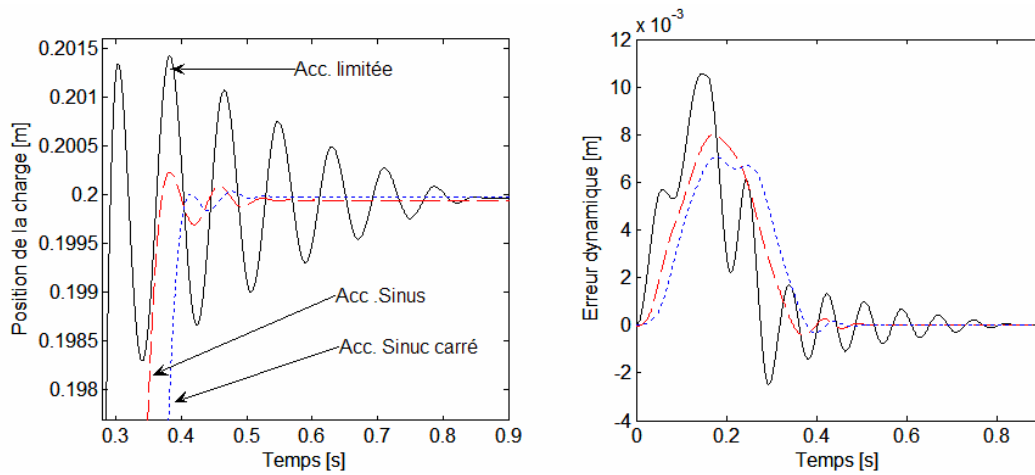 0.2015
0.201
0.2005
0.2
0.1995
0.199
0.1985
0.198
Position de la charge [m]
0.3 0.4 0.5 0.6 0.7 0.8 0.9
Temps [s]
Acc. limitée
Acc .Sinus
Acc. Sinuc carré
x 10⁻³
12
10
8
6
4
2
0
-2
-4
Erreur dynamique [m]
0 0.2 0.4 0.6 0.8
Temps [s]